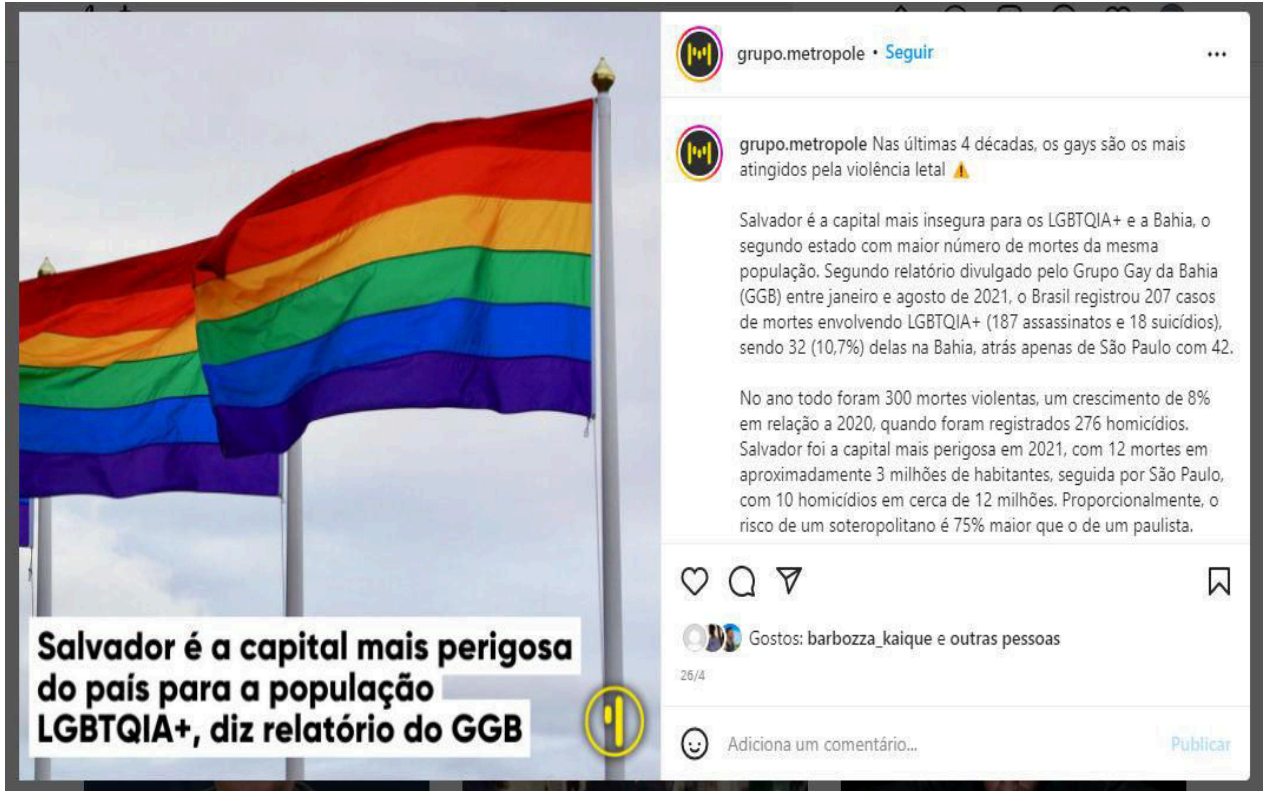 grupo.metropole • Seguir
grupo.metropole Nas últimas 4 décadas, os gays são os mais
atingidos pela violência letal ⚠️
Salvador é a capital mais insegura para os LGBTQIA+ e a Bahia, o
segundo estado com maior número de mortes da mesma
população. Segundo relatório divulgado pelo Grupo Gay da Bahia
(GGB) entre janeiro e agosto de 2021, o Brasil registrou 207 casos
de mortes envolvendo LGBTQIA+ (187 assassinatos e 18 suicídios),
sendo 32 (10,7%) delas na Bahia, atrás apenas de São Paulo com 42.
No ano todo foram 300 mortes violentas, um crescimento de 8%
em relação a 2020, quando foram registrados 276 homicídios.
Salvador foi a capital mais perigosa em 2021, com 12 mortes em
aproximadamente 3 milhões de habitantes, seguida por São Paulo,
com 10 homicídios em cerca de 12 milhões. Proporcionalmente, o
risco de um soteropolitano é 75% maior que o de um paulista.
Gostos: barbozza_kaique e outras pessoas
26/4
Adiciona um comentário...
Publicar
Salvador é a capital mais perigosa
do país para a população
LGBTQIA+, diz relatório do GGB